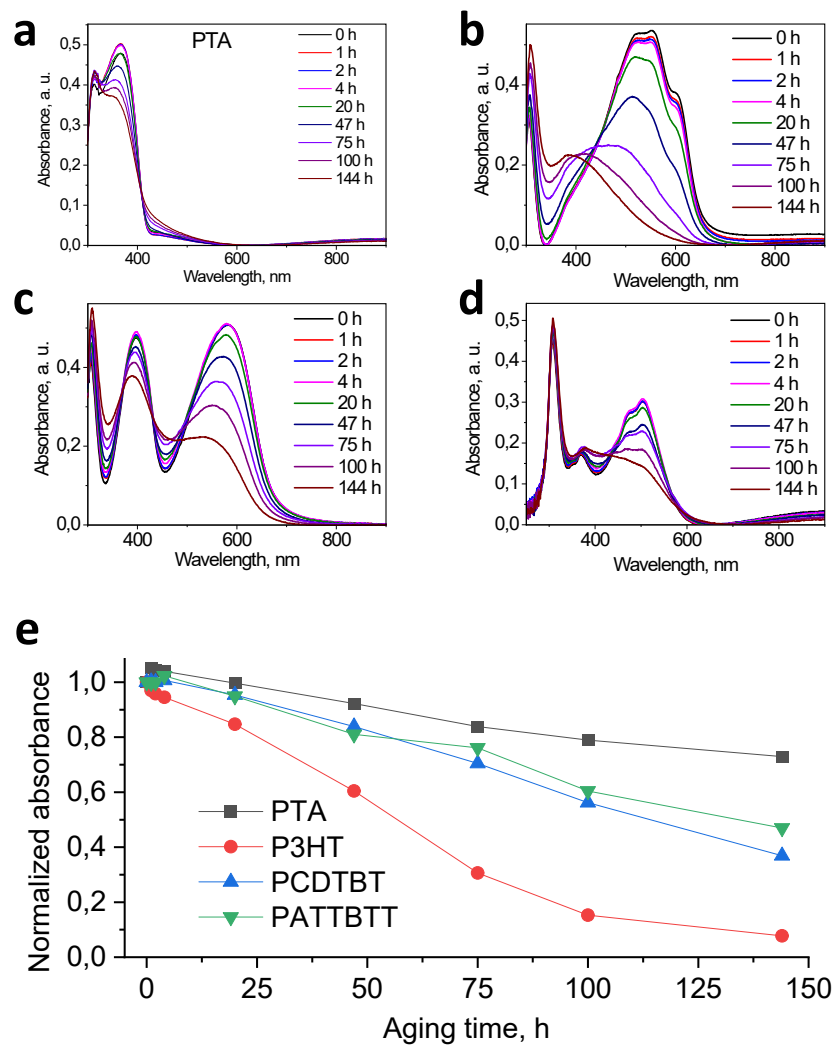 a
PTA
0 h
1 h
2 h
4 h
20 h
47 h
75 h
100 h
144 h
0,5
0,4
0,3
0,2
0,1
0,0
Absorbance, a. u.
400
600
800
Wavelength, nm
b
0 h
1 h
2 h
4 h
20 h
47 h
75 h
100 h
144 h
0,4
0,2
0,0
Absorbance, a. u.
400
600
800
Wavelength, nm
c
0 h
1 h
2 h
4 h
20 h
47 h
75 h
100 h
144 h
0,4
0,2
0,0
Absorbance, a. u.
400
600
800
Wavelength, nm
d
0 h
1 h
2 h
4 h
20 h
47 h
75 h
100 h
144 h
0,5
0,4
0,3
0,2
0,1
0,0
Absorbance, a. u.
400
600
800
Wavelength, nm
e
1,0
0,8
0,6
0,4
0,2
0,0
Normalized absorbance
PTA
P3HT
PCDTBT
PATTBTT
0
25
50
75
100
125
150
Aging time, h